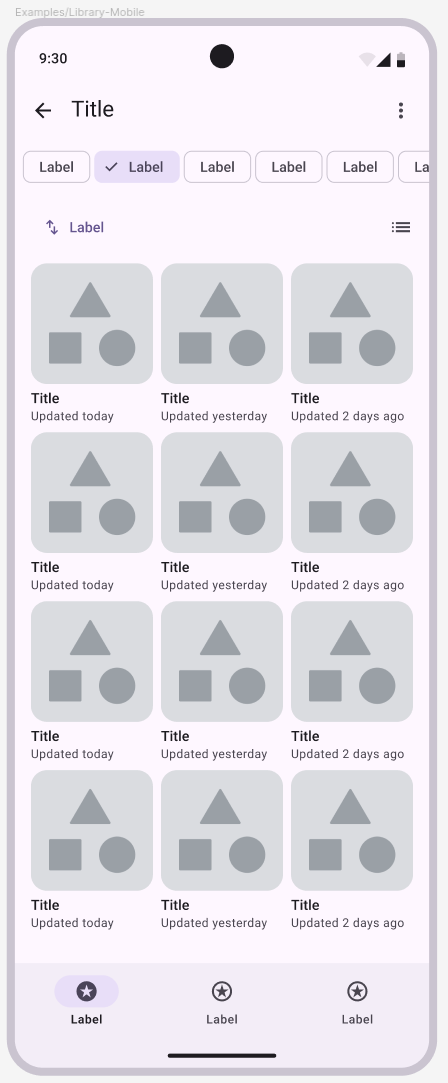 Examples/Library-Mobile
9:30
Title
Label Label Label Label Label La
Label
Title Title Title
Updated today Updated yesterday Updated 2 days ago
Title Title Title
Updated today Updated yesterday Updated 2 days ago
Title Title Title
Updated today Updated yesterday Updated 2 days ago
Title Title Title
Updated today Updated yesterday Updated 2 days ago
Label Label Label